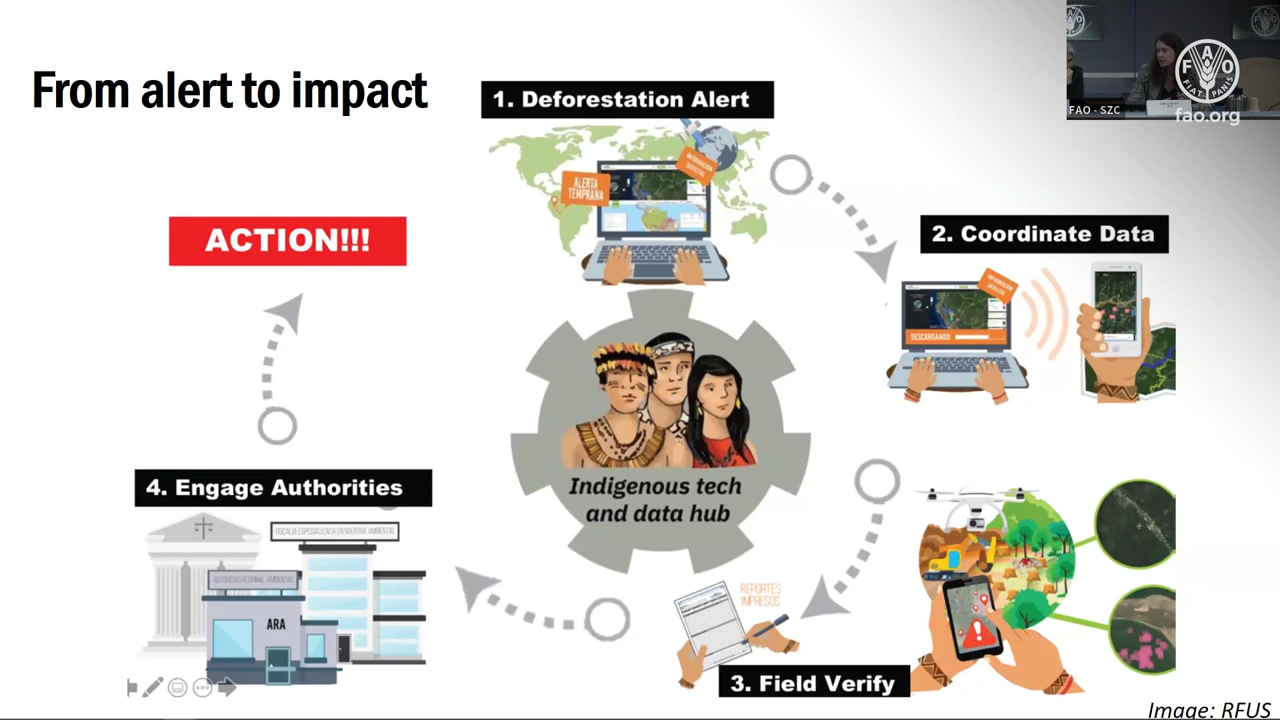 From alert to impact
1. Deforestation Alert
FAO - SZC
F A O
FIAT PANIS
fao.org
ALERTA
TEMPRANA
INFORMACIÓN
SATELITAL
ACTION!!!
2. Coordinate Data
DESCARGANDO
Indigenous tech
and data hub
4. Engage Authorities
FISCALIA ESPECIALIZADA EN MATERIA AMBIENTAL
AUTORIDAD REGIONAL AMBIENTAL
ARA
REPORTES
IMPRESOS
3. Field Verify
Image: RFUS